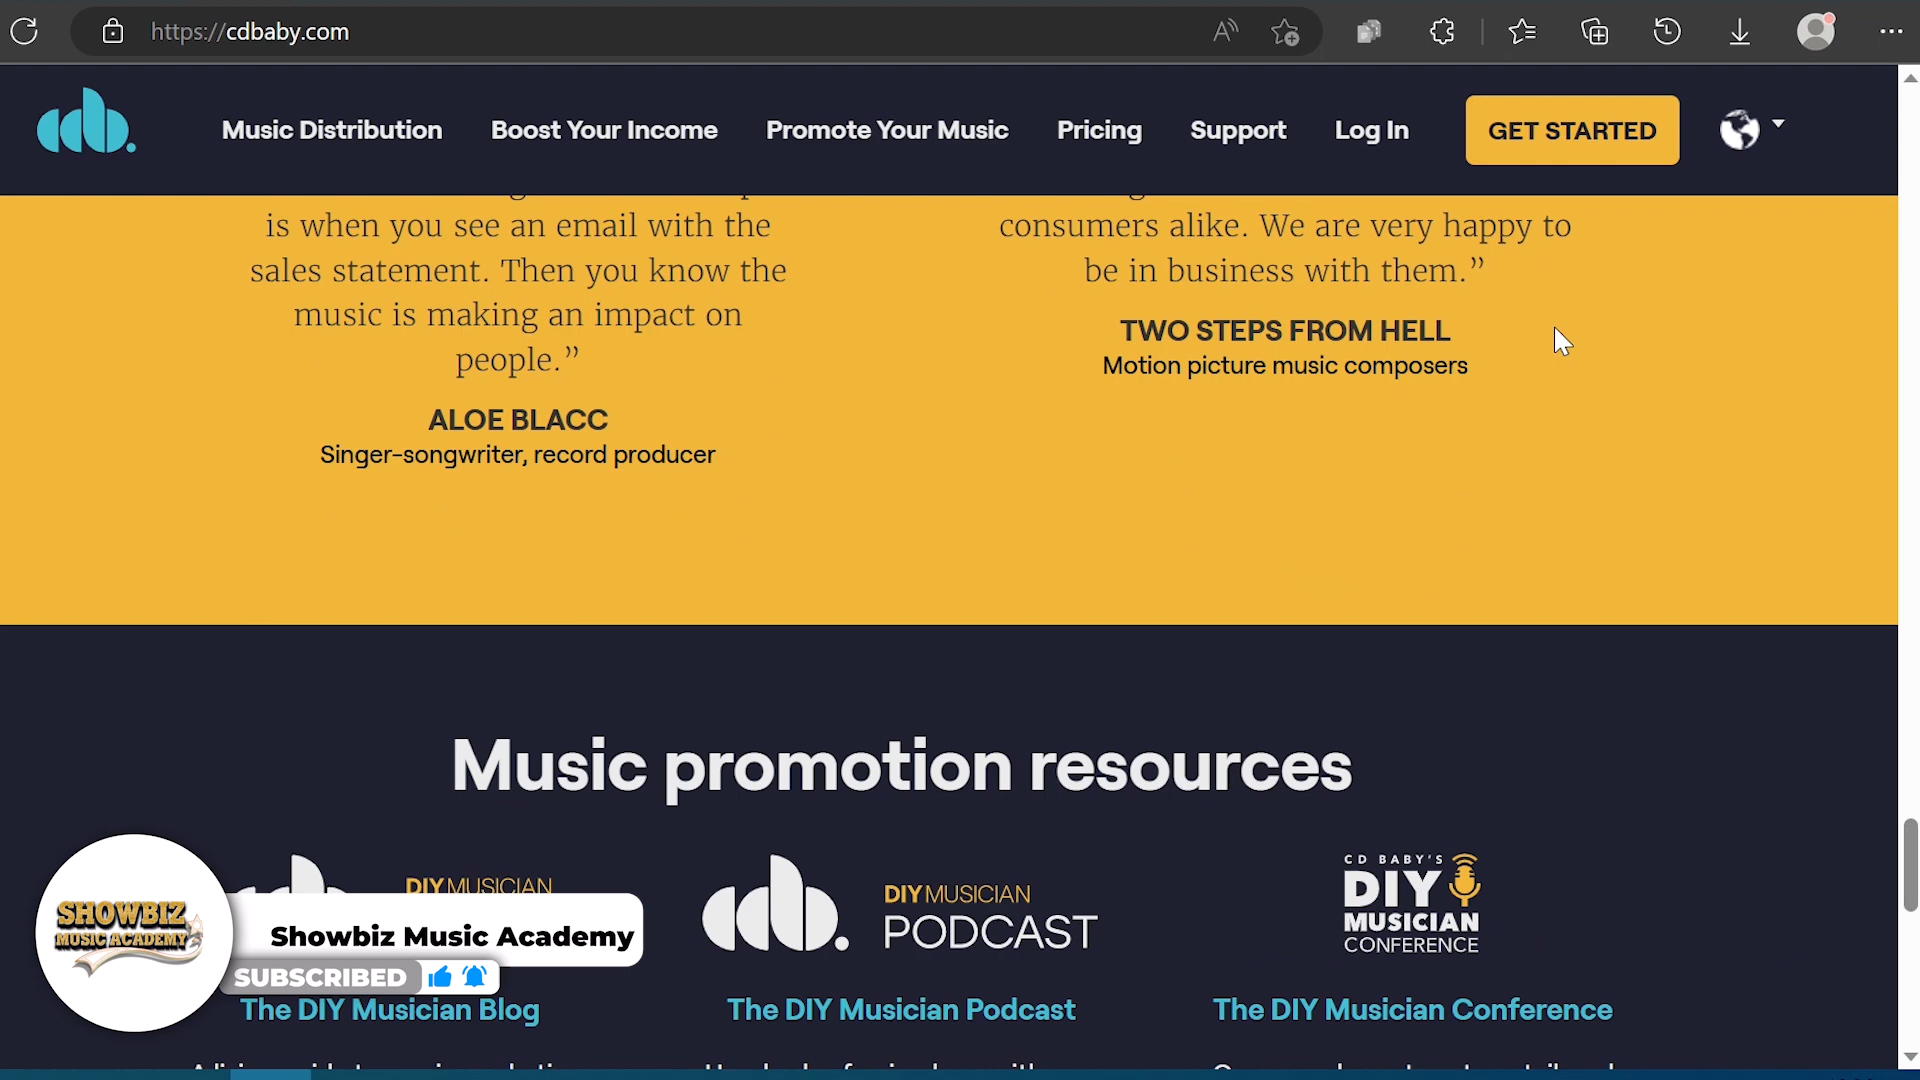 https://cdbaby.com
Music Distribution
Boost Your Income
Promote Your Music
Pricing
Support
Log In
GET STARTED
is when you see an email with the
sales statement. Then you know the
music is making an impact on
people.”
ALOE BLACC
Singer-songwriter, record producer
consumers alike. We are very happy to
be in business with them.”
TWO STEPS FROM HELL
Motion picture music composers
Music promotion resources
DIY MUSICIAN
DIY MUSICIAN
PODCAST
CD BABY'S
DIY
MUSICIAN
CONFERENCE
SHOWBIZ
MUSIC ACADEMY
Showbiz Music Academy
SUBSCRIBED
The DIY Musician Blog
The DIY Musician Podcast
The DIY Musician Conference